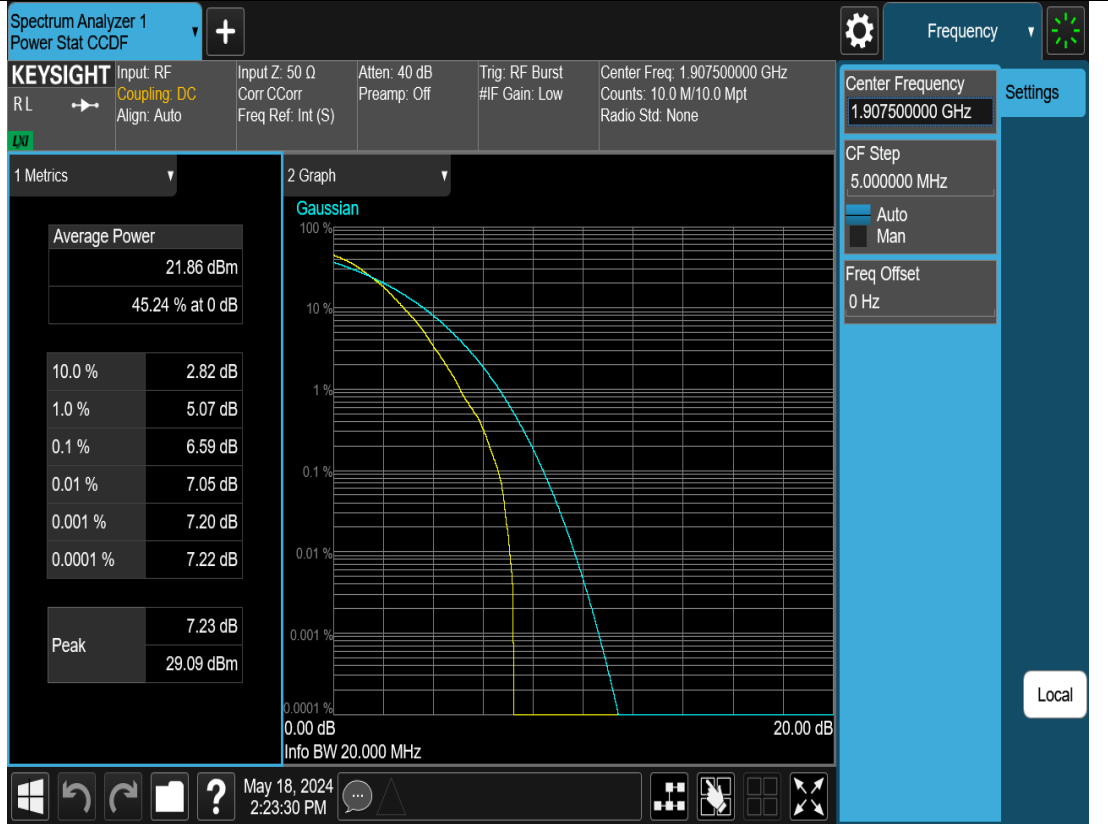 Spectrum Analyzer 1
Power Stat CCDF
Frequency
KEYSIGHT
R L
LXI
Input: RF
Coupling: DC
Align: Auto
Input Z: 50 Ω
Corr CCorr
Freq Ref: Int (S)
Atten: 40 dB
Preamp: Off
Trig: RF Burst
#IF Gain: Low
Center Freq: 1.907500000 GHz
Counts: 10.0 M/10.0 Mpt
Radio Std: None
Center Frequency
1.907500000 GHz
Settings
CF Step
5.000000 MHz
Auto
Man
Freq Offset
0 Hz
1 Metrics
Average Power
21.86 dBm
45.24 % at 0 dB
10.0 % 2.82 dB
1.0 % 5.07 dB
0.1 % 6.59 dB
0.01 % 7.05 dB
0.001 % 7.20 dB
0.0001 % 7.22 dB
Peak
7.23 dB
29.09 dBm
2 Graph
Gaussian
100 %
10 %
1 %
0.1 %
0.01 %
0.001 %
0.0001 %
0.00 dB 20.00 dB
Info BW 20.000 MHz
Local
?
May 18, 2024
2:23:30 PM